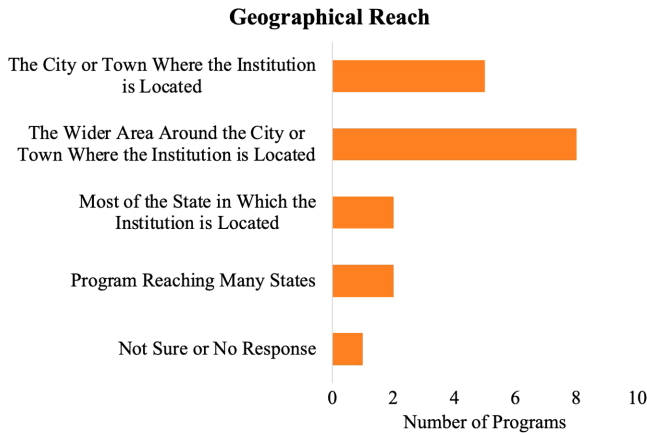 Geographical Reach
The City or Town Where the Institution
is Located
The Wider Area Around the City or
Town Where the Institution is Located
Most of the State in Which the
Institution is Located
Program Reaching Many States
Not Sure or No Response
0 2 4 6 8 10
Number of Programs